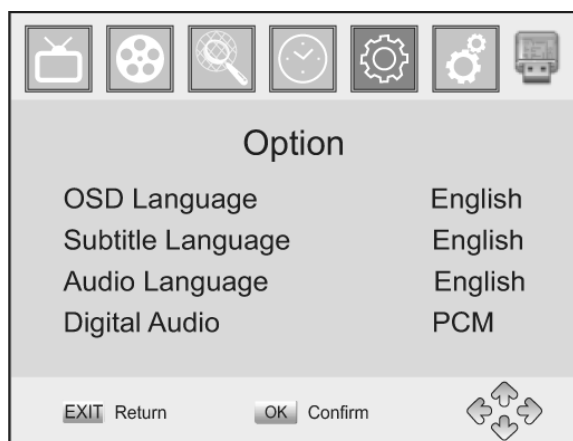 Option
OSD Language English
Subtitle Language English
Audio Language English
Digital Audio PCM
EXIT Return OK Confirm